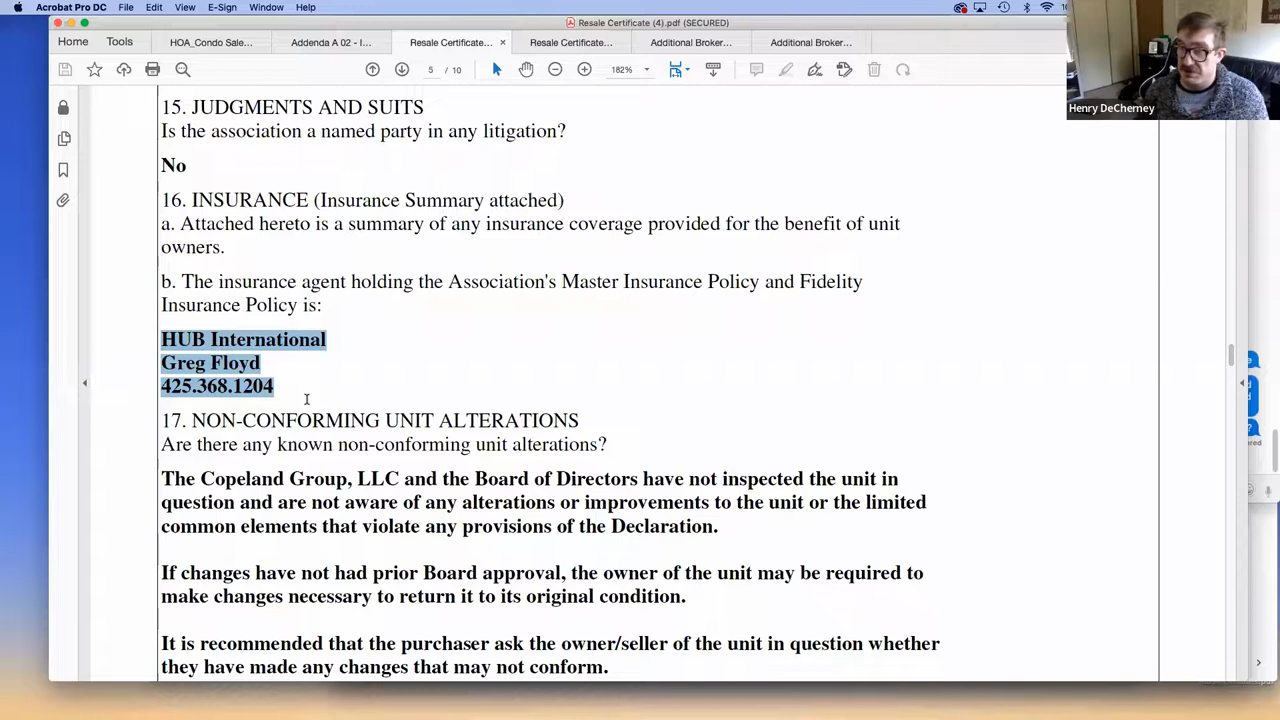 Acrobat Pro DC File Edit View E-Sign Window Help
Resale Certificate (4).pdf (SECURED)
Home Tools HOA_Condo Sale... Addenda A 02 - I... Resale Certificate... × Resale Certificate... Additional Broker... Additional Broker...
5 / 10 182%
Henry DeCherney
15. JUDGMENTS AND SUITS
Is the association a named party in any litigation?
No
16. INSURANCE (Insurance Summary attached)
a. Attached hereto is a summary of any insurance coverage provided for the benefit of unit
owners.
b. The insurance agent holding the Association's Master Insurance Policy and Fidelity
Insurance Policy is:
HUB International
Greg Floyd
425.368.1204
17. NON-CONFORMING UNIT ALTERATIONS
Are there any known non-conforming unit alterations?
The Copeland Group, LLC and the Board of Directors have not inspected the unit in
question and are not aware of any alterations or improvements to the unit or the limited
common elements that violate any provisions of the Declaration.
If changes have not had prior Board approval, the owner of the unit may be required to
make changes necessary to return it to its original condition.
It is recommended that the purchaser ask the owner/seller of the unit in question whether
they have made any changes that may not conform.